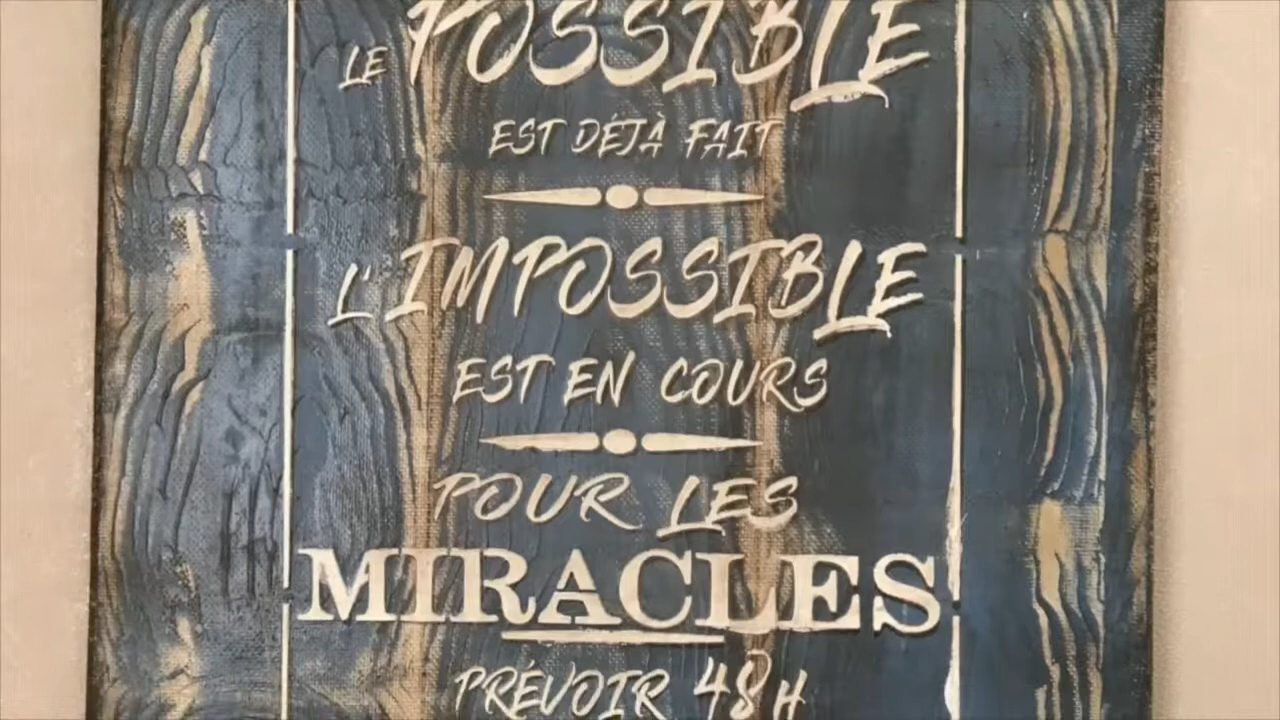 LE POSSIBLE
EST DÉJÀ FAIT
L'IMPOSSIBLE
EST EN COURS
POUR LES
MIRACLES
PRÉVOIR 48H